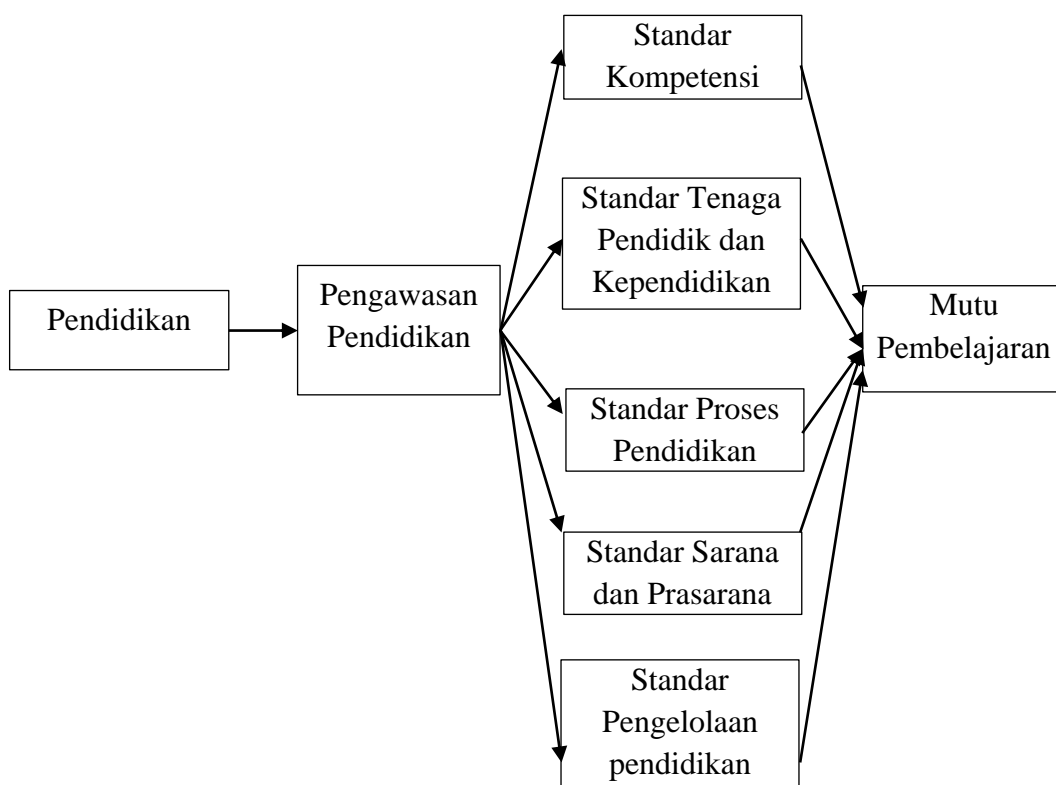 Standar
Kompetensi
Standar Tenaga
Pendidik dan
Kependidikan
Pendidikan
Pengawasan
Pendidikan
Mutu
Pembelajaran
Standar Proses
Pendidikan
Standar Sarana
dan Prasarana
Standar
Pengelolaan
pendidikan